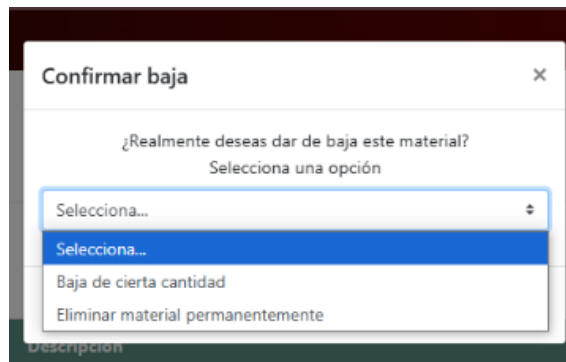 Confirmar baja ×
¿Realmente deseas dar de baja este material?
Selecciona una opción
Selecciona...
Selecciona...
Baja de cierta cantidad
Eliminar material permanentemente
Descripción